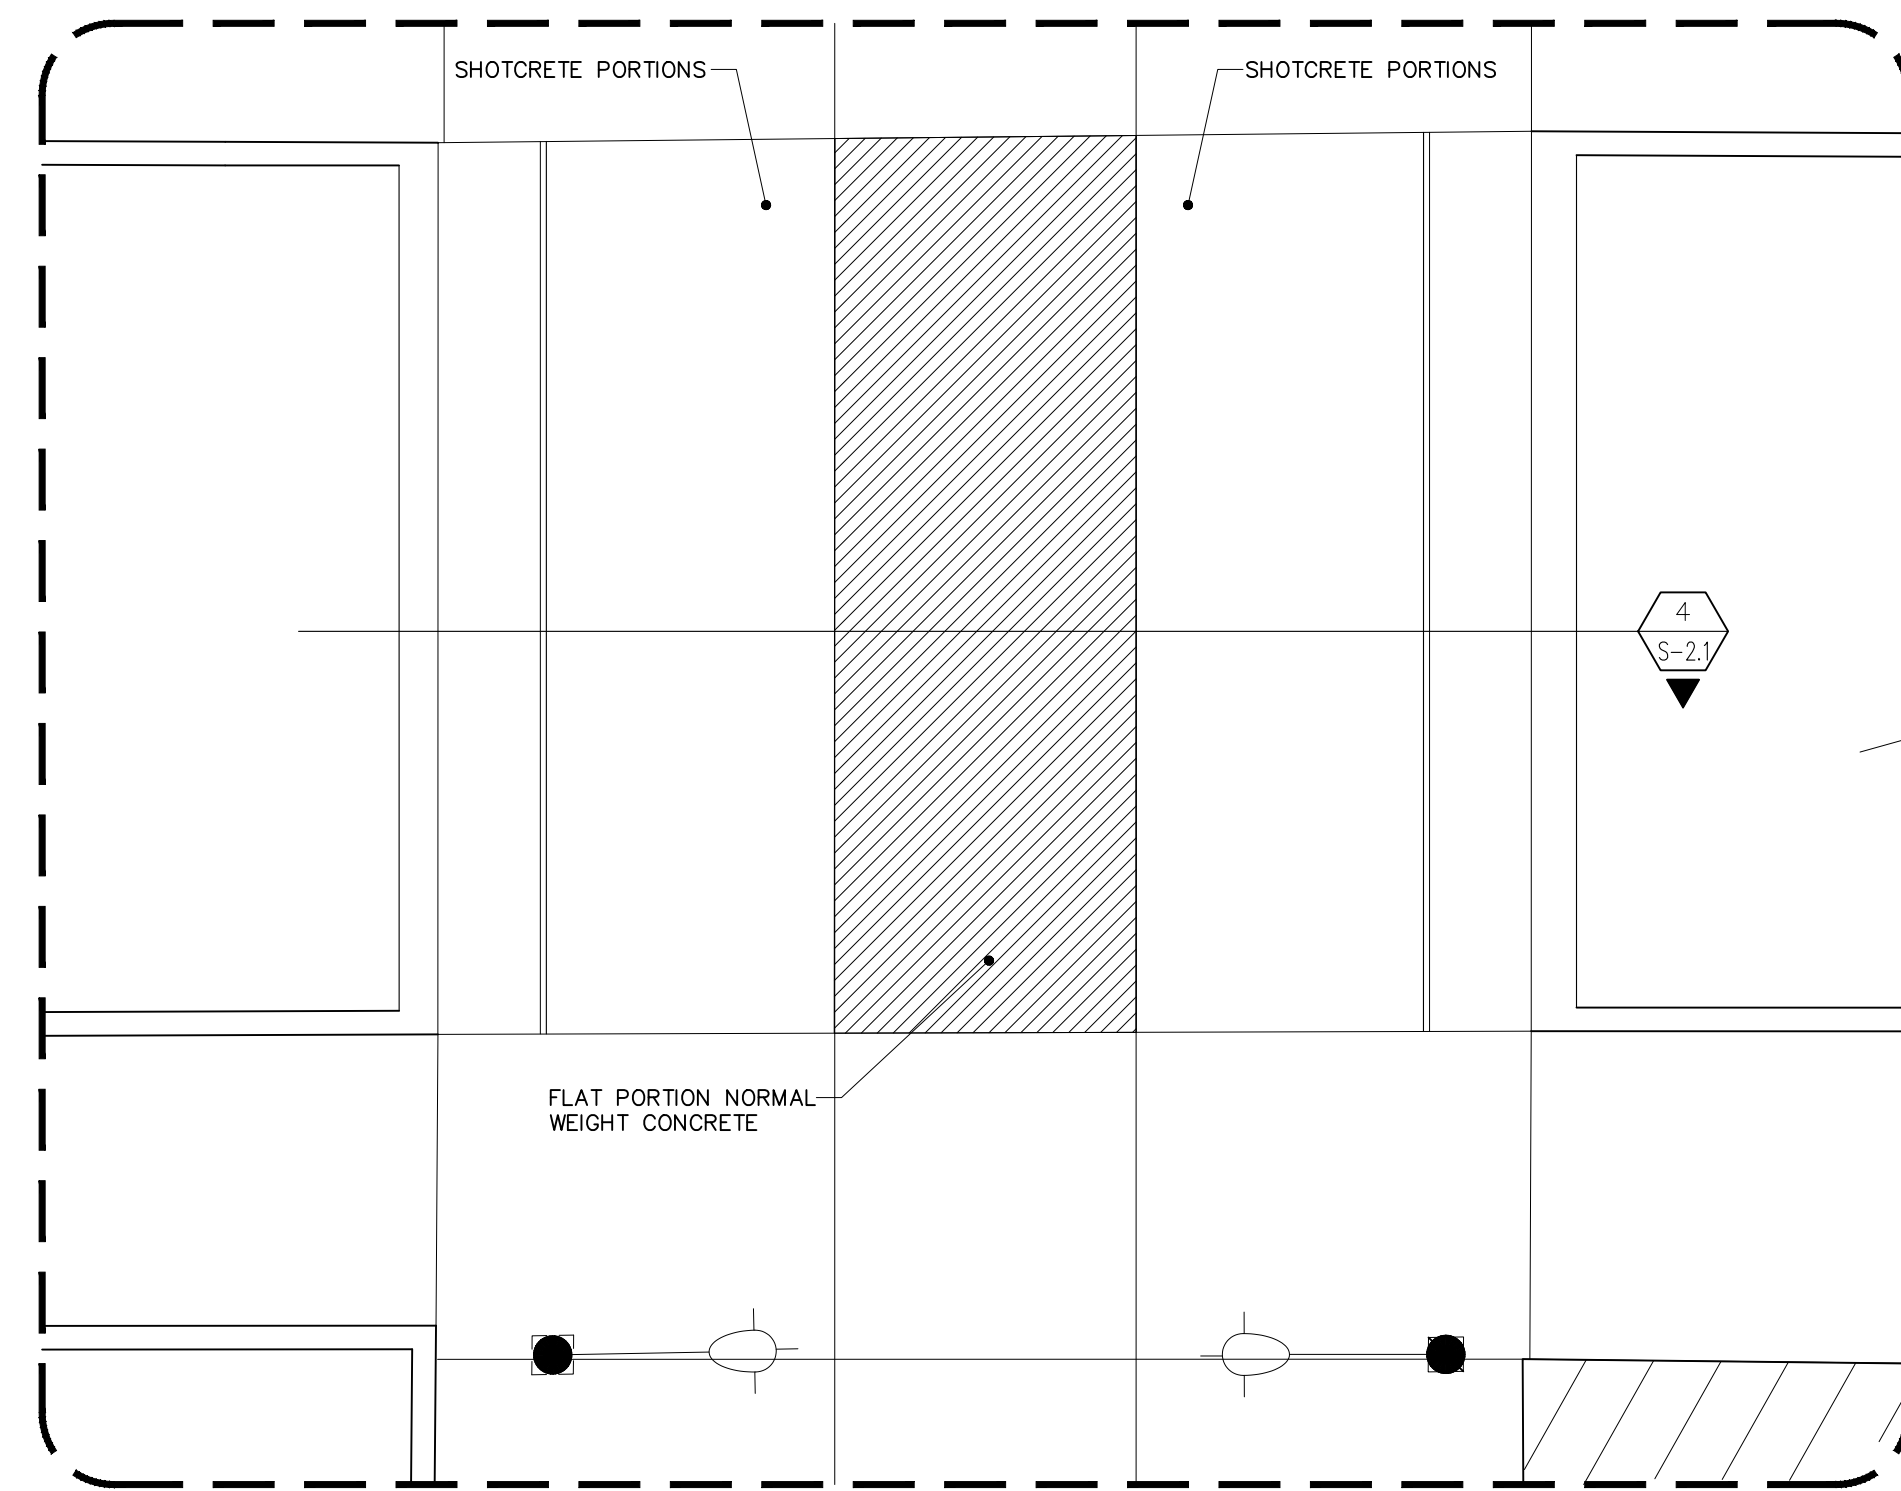 SHOTCRETE PORTIONS
SHOTCRETE PORTIONS
4
S-2.1
FLAT PORTION NORMAL
WEIGHT CONCRETE